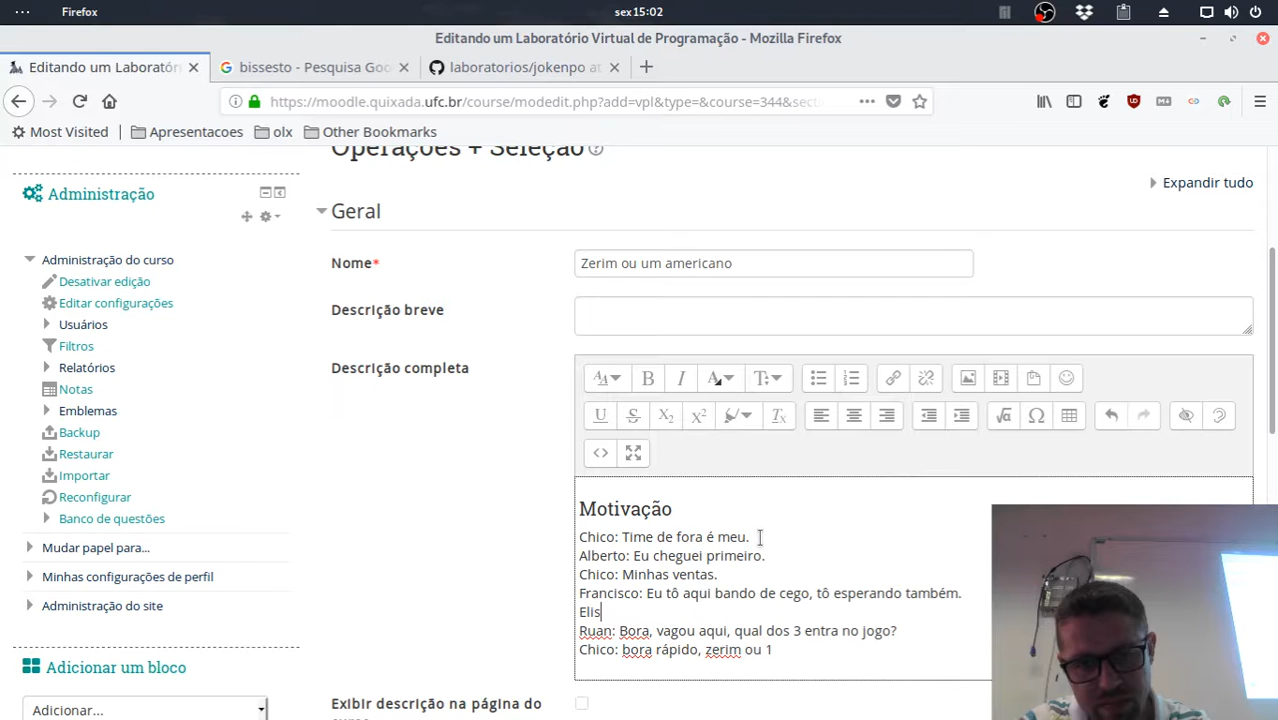 Firefox
sex15:02
Editando um Laboratório Virtual de Programação - Mozilla Firefox
Editando um Laboratór
bissesto - Pesquisa Goo
laboratorios/jokenpo at
https://moodle.quixada.ufc.br/course/modedit.php?add=vpl&type=&course=344&sect
Most Visited
Apresentacoes
olx
Other Bookmarks
Operações + Seleção
Administração
Expandir tudo
Geral
Administração do curso
Nome*
Zerim ou um americano
Desativar edição
Editar configurações
Descrição breve
Usuários
Filtros
Relatórios
Descrição completa
Notas
Emblemas
Backup
Restaurar
Importar
Reconfigurar
Banco de questões
Motivação
Chico: Time de fora é meu.
Mudar papel para...
Alberto: Eu cheguei primeiro.
Minhas configurações de perfil
Chico: Minhas ventas.
Francisco: Eu tô aqui bando de cego, tô esperando também.
Administração do site
Elis
Ruan: Bora, vagou aqui, qual dos 3 entra no jogo?
Chico: bora rápido, zerim ou 1
Adicionar um bloco
Exibir descrição na página do
Adicionar...